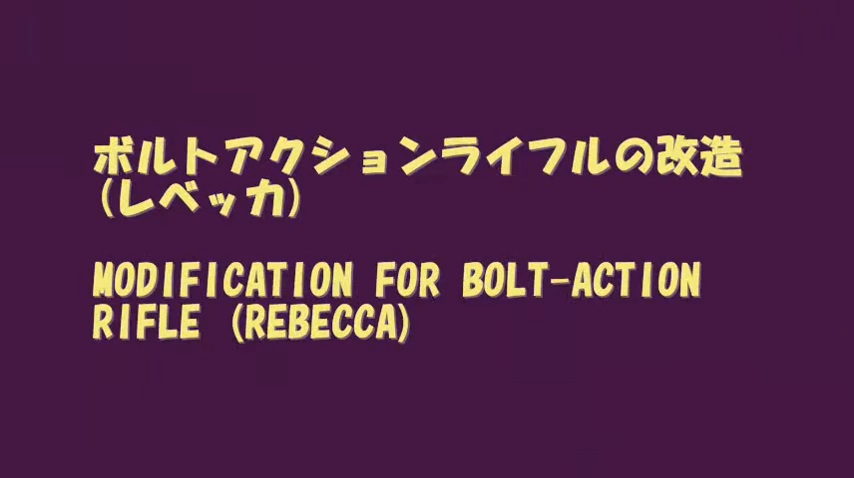 ボルトアクションライフルの改造
(レベッカ)
MODIFICATION FOR BOLT-ACTION
RIFLE (REBECCA)